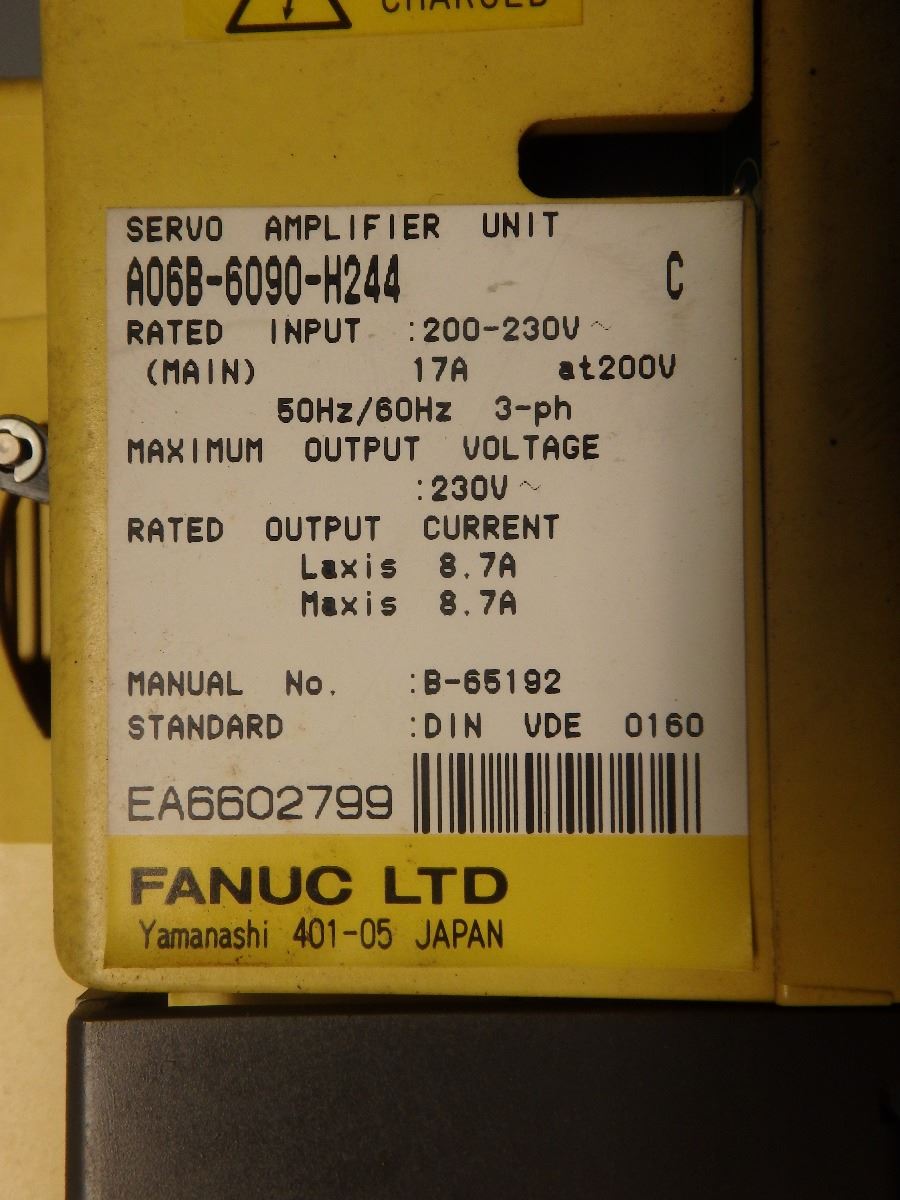 CHARGED
SERVO AMPLIFIER UNIT
A06B-6090-H244 C
RATED INPUT :200-230V~
(MAIN) 17A at200V
50Hz/60Hz 3-ph
MAXIMUM OUTPUT VOLTAGE
:230V~
RATED OUTPUT CURRENT
Laxis 8.7A
Maxis 8.7A
MANUAL No. :B-65192
STANDARD :DIN VDE 0160
EA6602799
FANUC LTD
Yamanashi 401-05 JAPAN